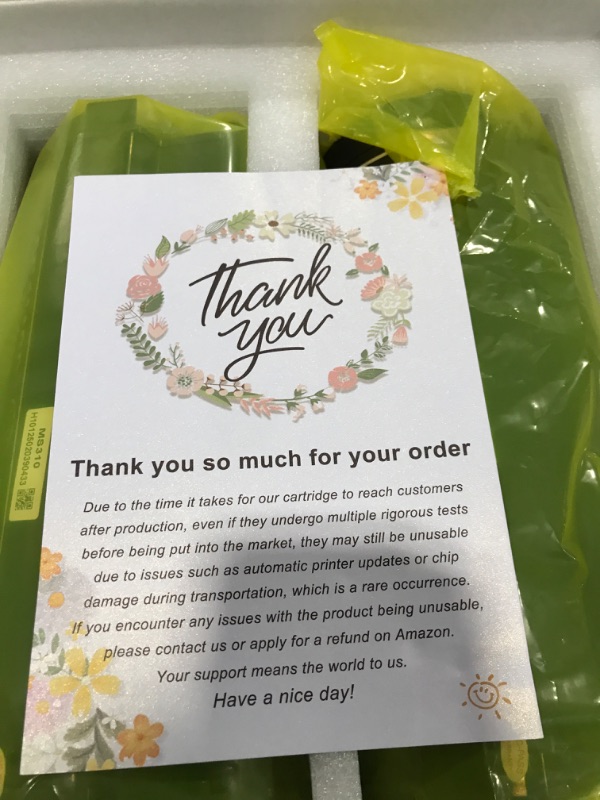 Thank
you
Thank you so much for your order
Due to the time it takes for our cartridge to reach customers
after production, even if they undergo multiple rigorous tests
before being put into the market, they may still be unusable
due to issues such as automatic printer updates or chip
damage during transportation, which is a rare occurrence.
If you encounter any issues with the product being unusable,
please contact us or apply for a refund on Amazon.
Your support means the world to us.
Have a nice day!
MS310